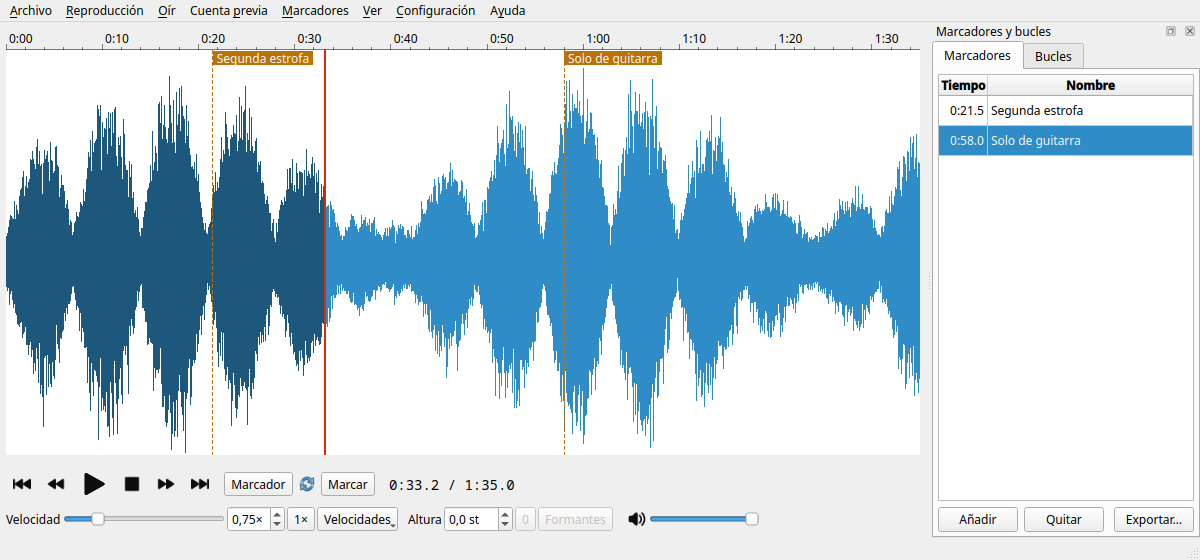 Archivo Reproducción Oír Cuenta previa Marcadores Ver Configuración Ayuda
0:00 0:10 0:20 0:30 0:40 0:50 1:00 1:10 1:20 1:30
Segunda estrofa Solo de guitarra
Marcadores y bucles
Marcadores Bucles
Tiempo Nombre
0:21.5 Segunda estrofa
0:58.0 Solo de guitarra
Añadir Quitar Exportar...
Marcador Marcar 0:33.2 / 1:35.0
Velocidad 0,75× 1× Velocidades Altura 0,0 st 0 Formantes